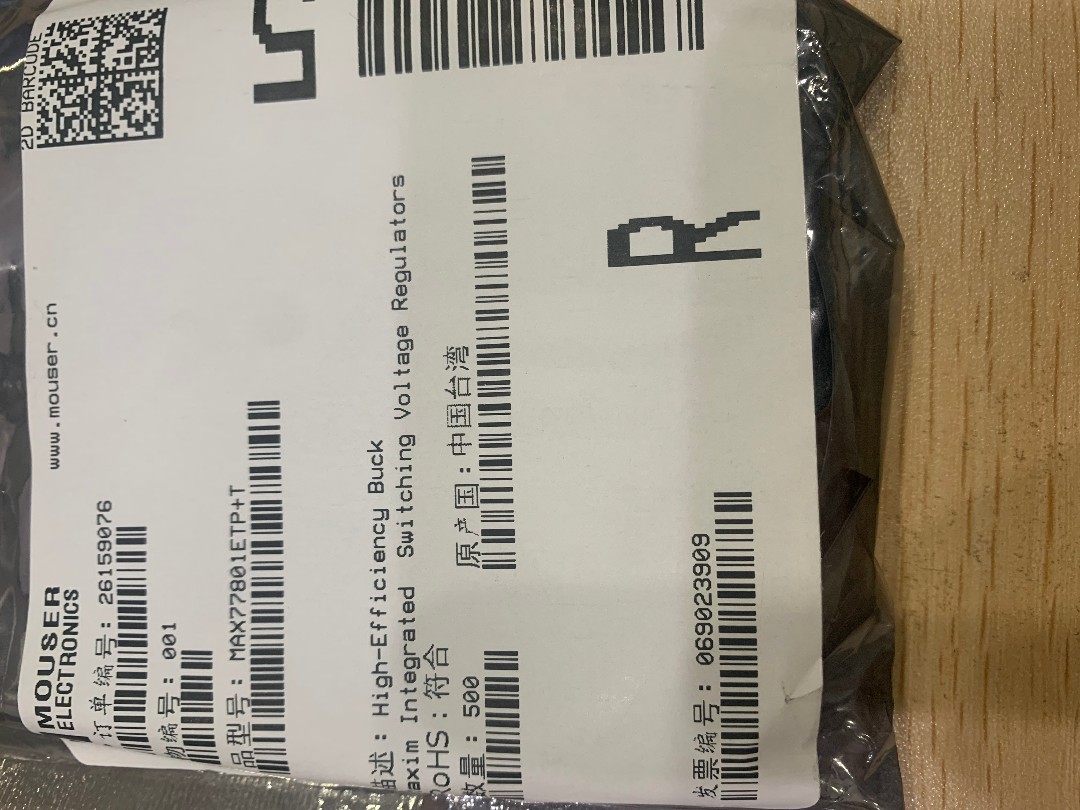 2D BARCODE
www.mouser.cn
MOUSER
ELECTRONICS
订单编号: 26159076
编号: 001
品型号: MAX77801ETP+T
描述: High-Efficiency Buck
axim Integrated Switching Voltage Regulators
RoHS: 符合
原产国: 中国台湾
数量: 500
R
发票编号: 069023909